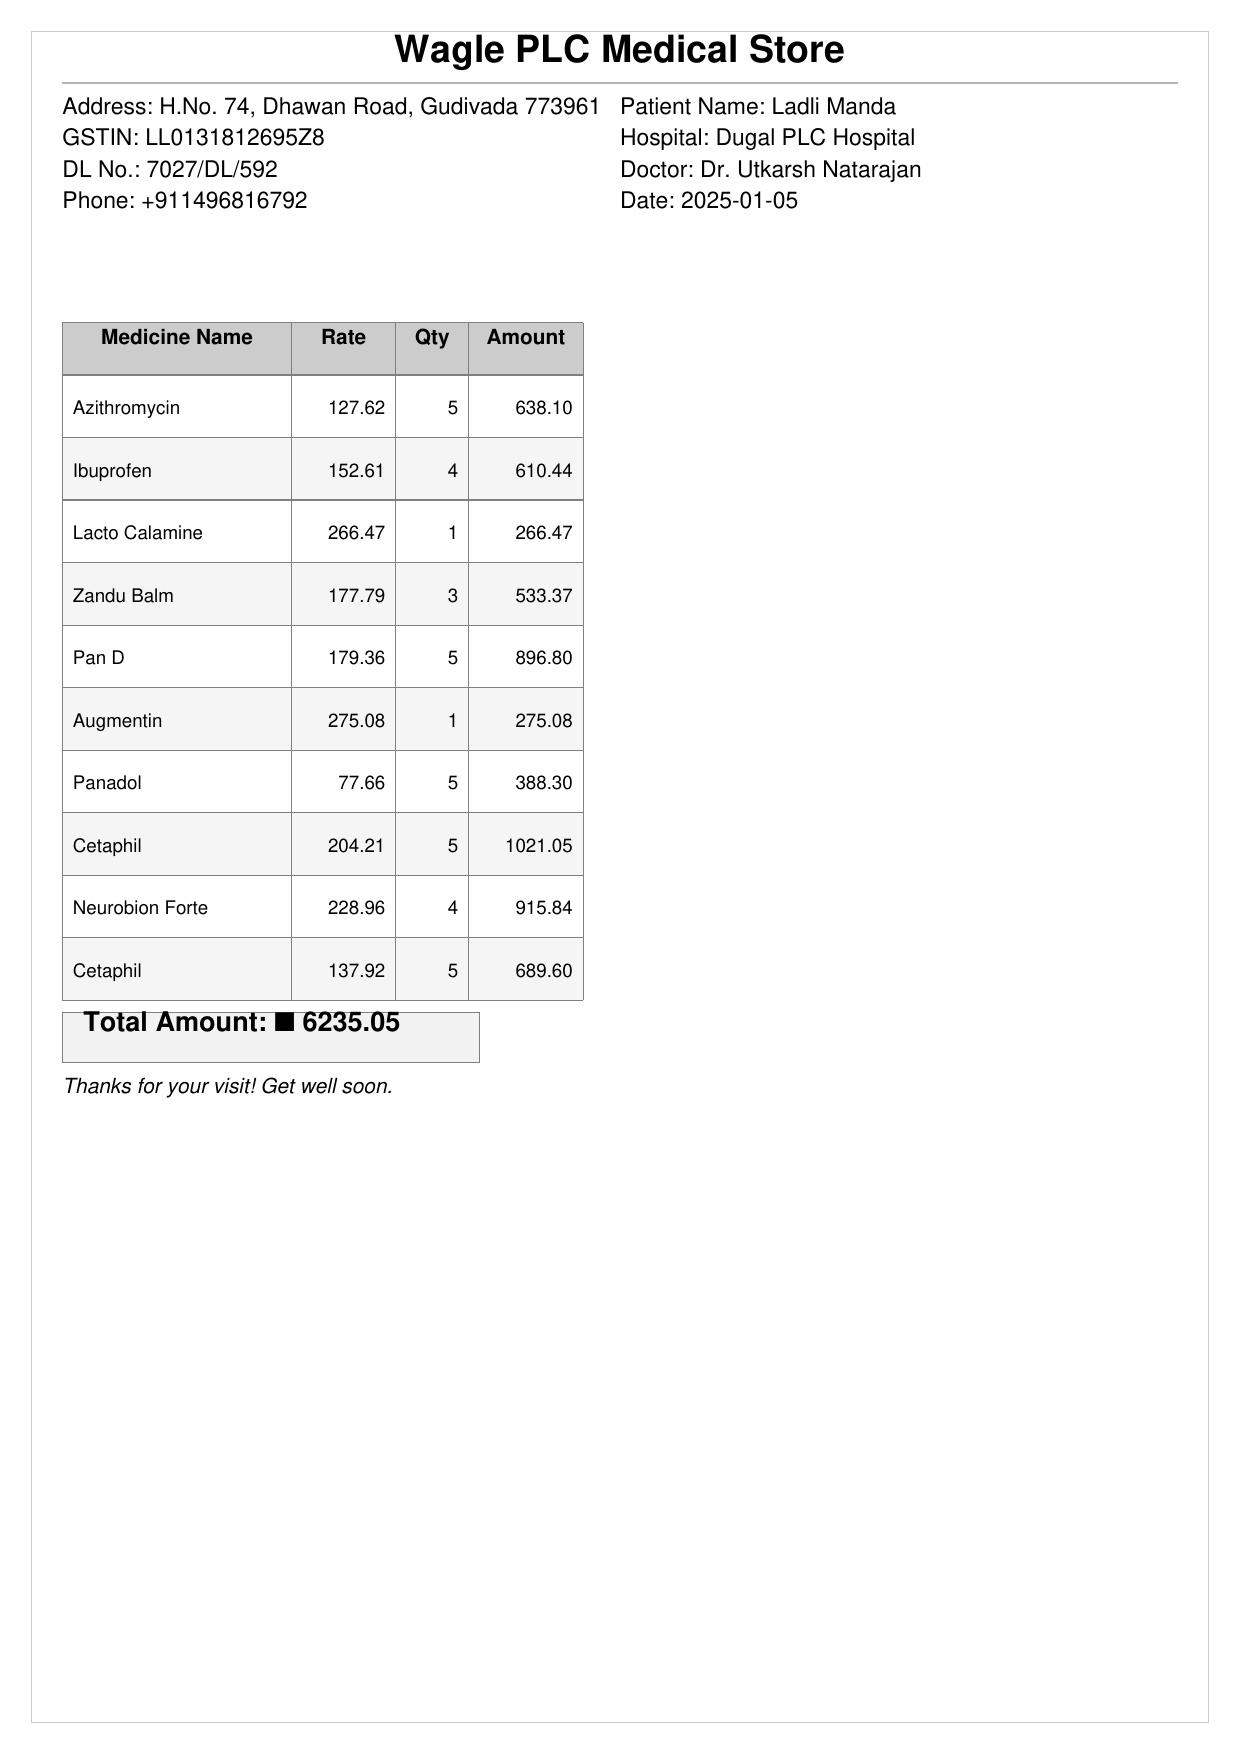 Wagle PLC Medical Store
Address: H.No. 74, Dhawan Road, Gudivada 773961
GSTIN: LL0131812695Z8
DL No.: 7027/DL/592
Phone: +911496816792
Patient Name: Ladli Manda
Hospital: Dugal PLC Hospital
Doctor: Dr. Utkarsh Natarajan
Date: 2025-01-05
Medicine Name Rate Qty Amount
Azithromycin 127.62 5 638.10
Ibuprofen 152.61 4 610.44
Lacto Calamine 266.47 1 266.47
Zandu Balm 177.79 3 533.37
Pan D 179.36 5 896.80
Augmentin 275.08 1 275.08
Panadol 77.66 5 388.30
Cetaphil 204.21 5 1021.05
Neurobion Forte 228.96 4 915.84
Cetaphil 137.92 5 689.60
Total Amount: ■ 6235.05
Thanks for your visit! Get well soon.